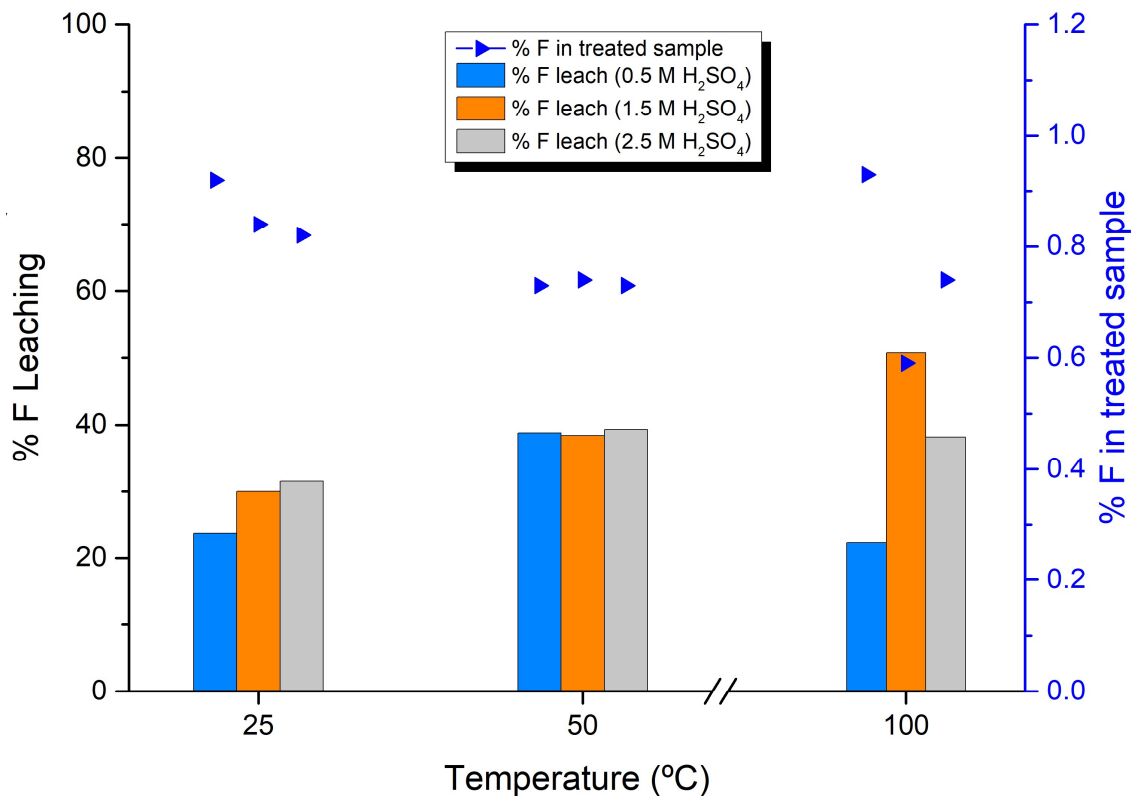 % F in treated sample
% F leach (0.5 M H₂SO₄)
% F leach (1.5 M H₂SO₄)
% F leach (2.5 M H₂SO₄)
% F Leaching
100
80
60
40
20
0
25
50
100
Temperature (ºC)
1.2
1.0
0.8
0.6
0.4
0.2
0.0
% F in treated sample